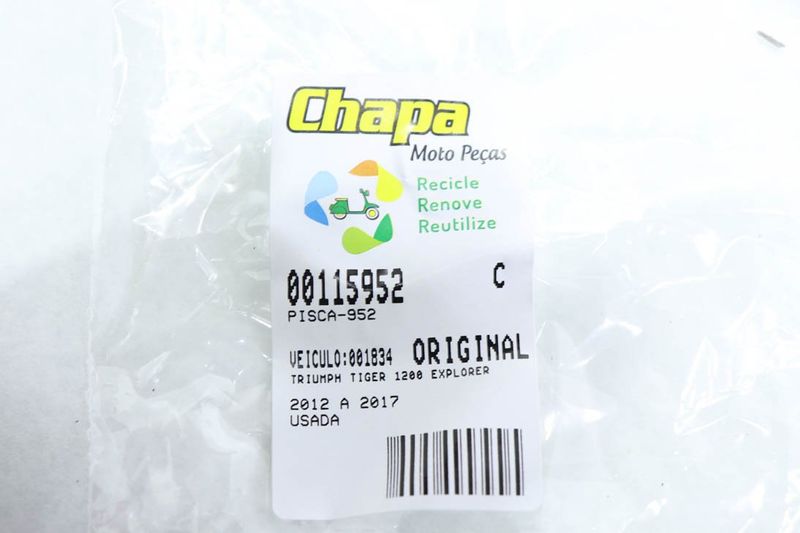 Chapa
Moto Peças
Recicle
Renove
Reutilize
00115952 C
PISCA-952
VEICULO:001834 ORIGINAL
TRIUMPH TIGER 1200 EXPLORER
2012 A 2017
USADA